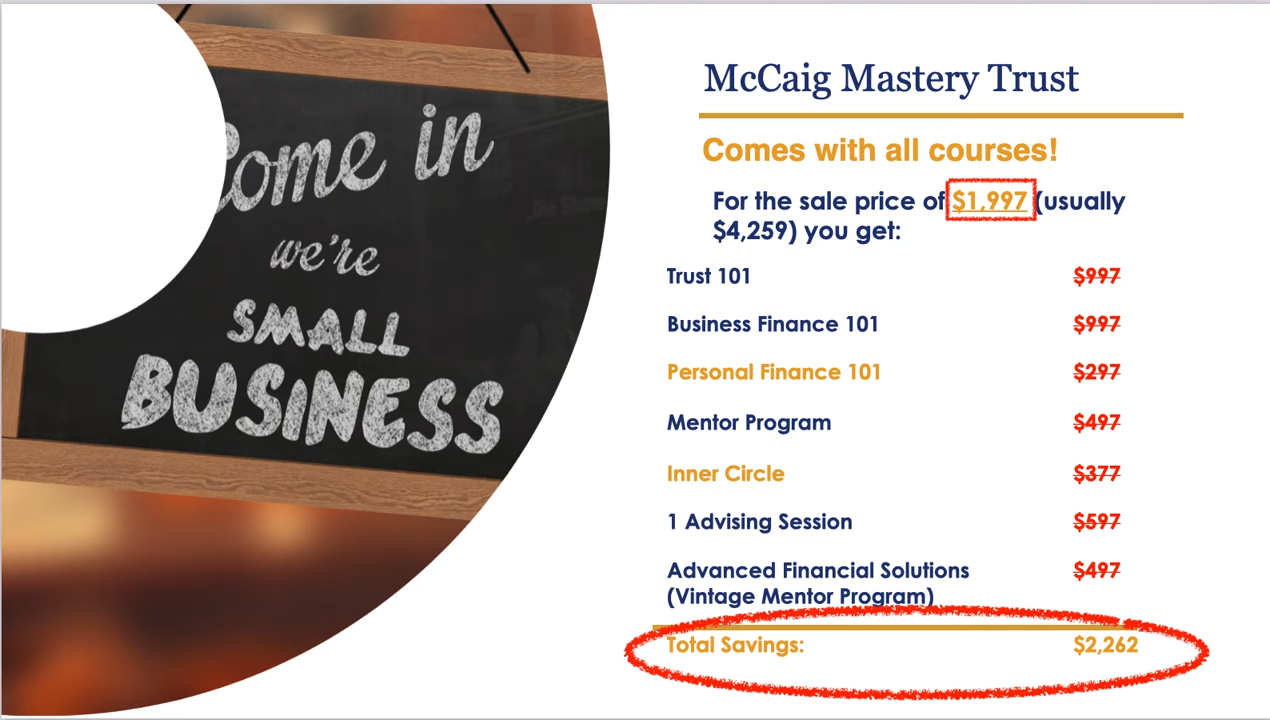 ome in
we're
SMALL
BUSINESS
McCaig Mastery Trust
Comes with all courses!
For the sale price of $1,997 (usually
$4,259) you get:
Trust 101 $997
Business Finance 101 $997
Personal Finance 101 $297
Mentor Program $497
Inner Circle $377
1 Advising Session $597
Advanced Financial Solutions $497
(Vintage Mentor Program)
Total Savings: $2,262